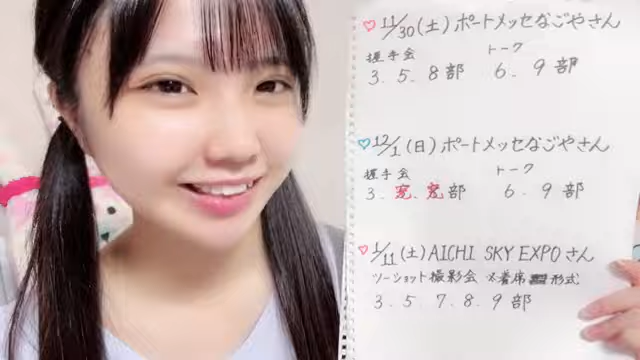 ♡ 11/30(土)ポートメッセなごやさん
握手会 トーク
3.5.8部 6.9部
♡ 12/1(日)ポートメッセなごやさん
握手会 トーク
3.完.完部 6.9部
♡ 1/11(土)AICHI SKY EXPOさん
ツーショット撮影会 ※着席形式
3.5.7.8.9部